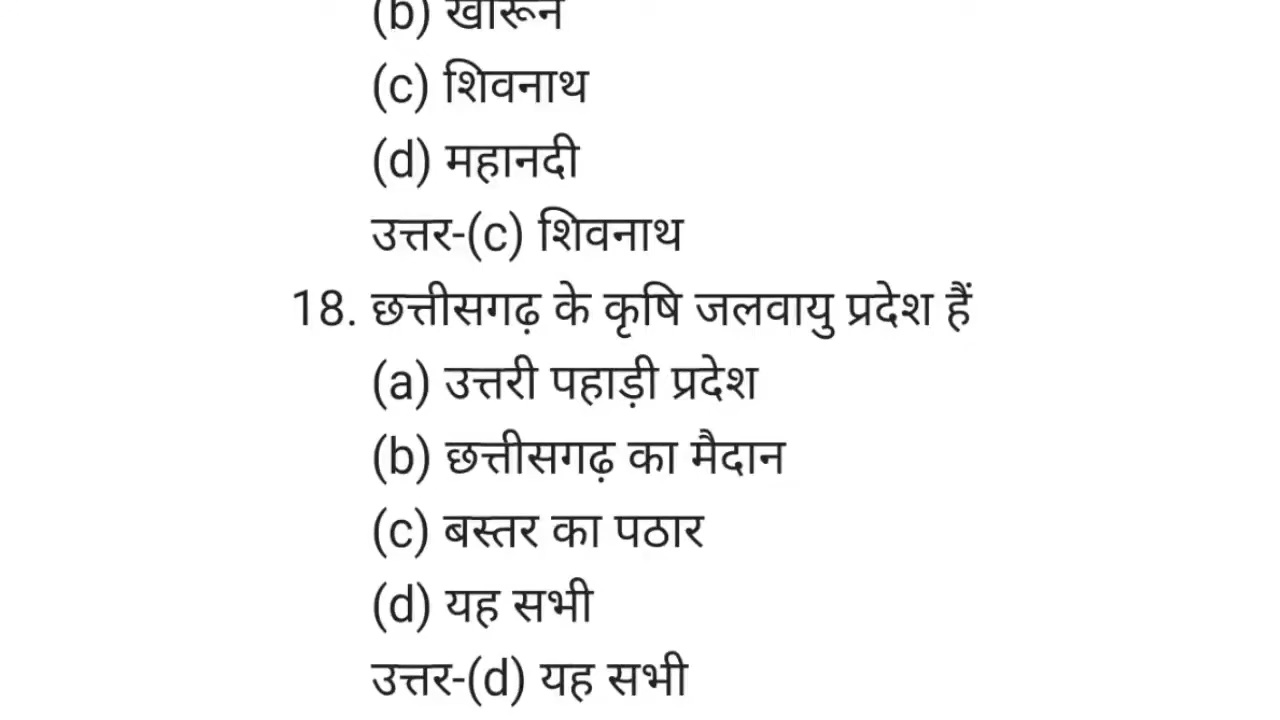 (b) खारून
(c) शिवनाथ
(d) महानदी
उत्तर-(c) शिवनाथ
18. छत्तीसगढ़ के कृषि जलवायु प्रदेश हैं
(a) उत्तरी पहाड़ी प्रदेश
(b) छत्तीसगढ़ का मैदान
(c) बस्तर का पठार
(d) यह सभी
उत्तर-(d) यह सभी